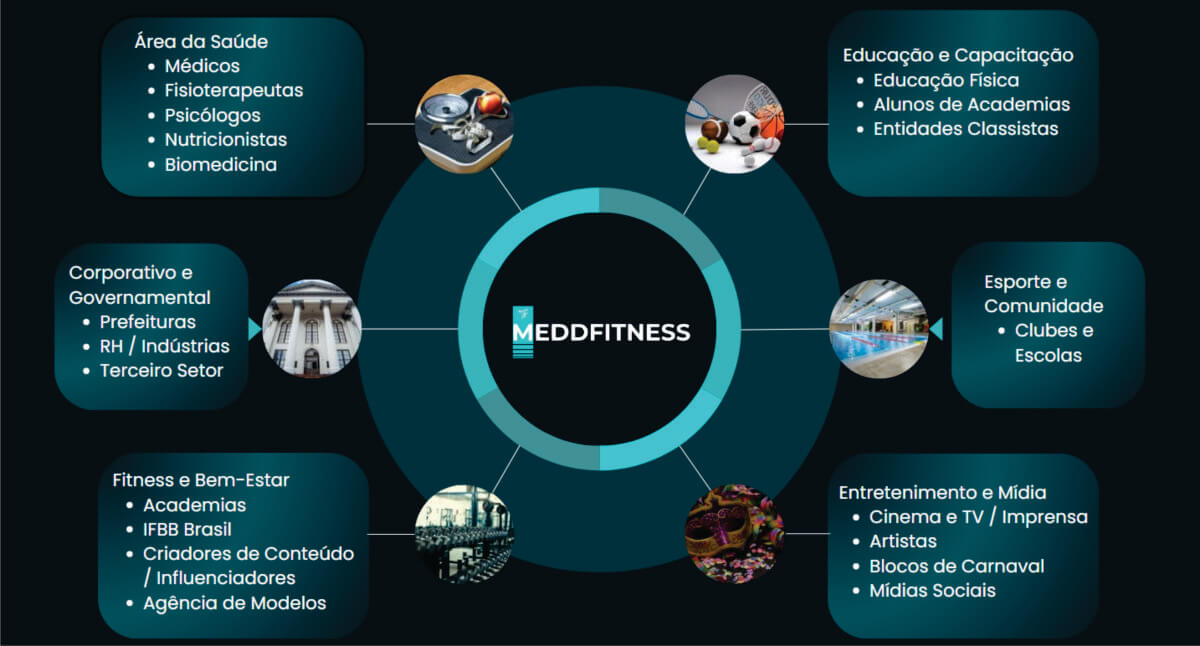 Área da Saúde
• Médicos
• Fisioterapeutas
• Psicólogos
• Nutricionistas
• Biomedicina
Educação e Capacitação
• Educação Física
• Alunos de Academias
• Entidades Classistas
Corporativo e
Governamental
• Prefeituras
• RH / Indústrias
• Terceiro Setor
MEDDFITNESS
Esporte e
Comunidade
• Clubes e
Escolas
Fitness e Bem-Estar
• Academias
• IFBB Brasil
• Criadores de Conteúdo
/ Influenciadores
• Agência de Modelos
Entretenimento e Mídia
• Cinema e TV / Imprensa
• Artistas
• Blocos de Carnaval
• Mídias Sociais